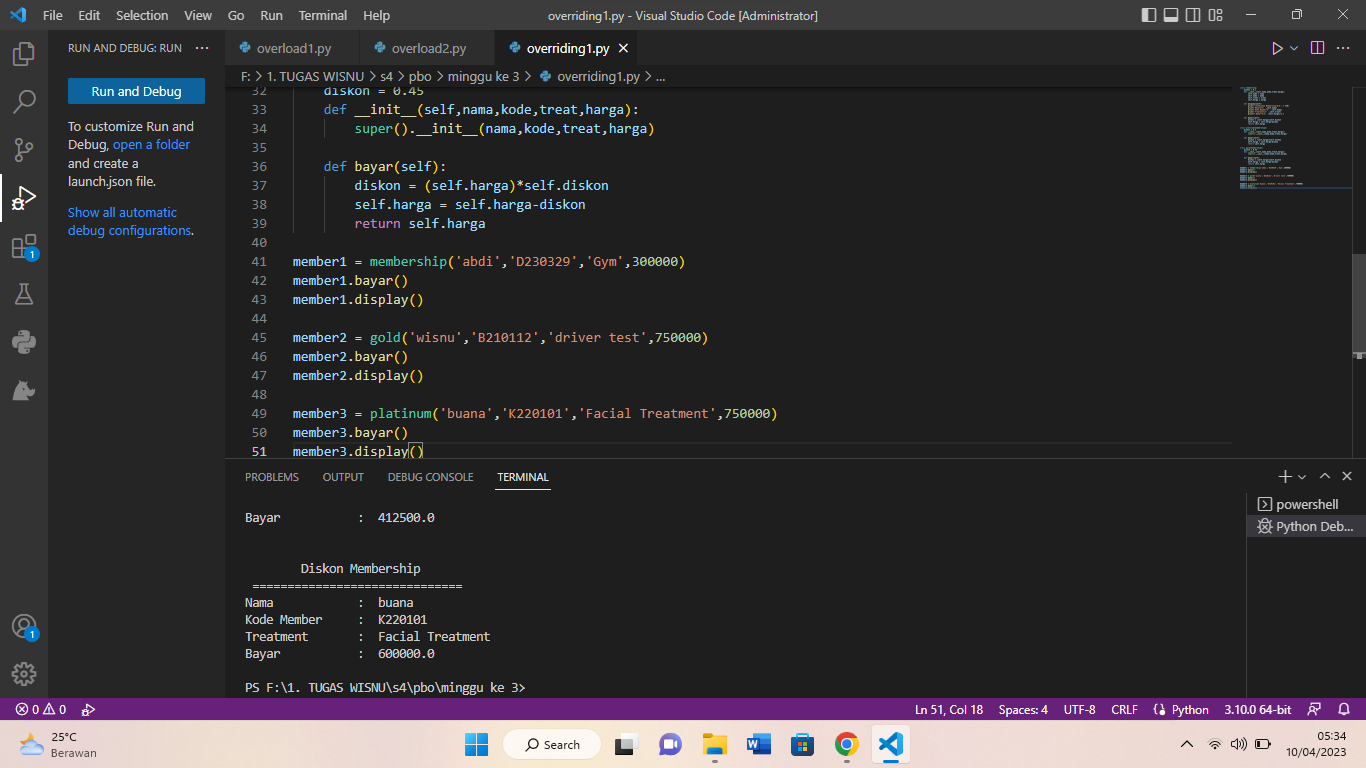 File Edit Selection View Go Run Terminal Help overriding1.py - Visual Studio Code [Administrator]
RUN AND DEBUG: RUN ...
overload1.py overload2.py overriding1.py
F: > 1. TUGAS WISNU > s4 > pbo > minggu ke 3 > overriding1.py > ...
Run and Debug
To customize Run and
Debug, open a folder
and create a
launch.json file.
Show all automatic
debug configurations.
32 diskon = 0.45
33 def __init__(self,nama,kode,treat,harga):
34 super().__init__(nama,kode,treat,harga)
35
36 def bayar(self):
37 diskon = (self.harga)*self.diskon
38 self.harga = self.harga-diskon
39 return self.harga
40
41 member1 = membership('abdi','D230329','Gym',300000)
42 member1.bayar()
43 member1.display()
44
45 member2 = gold('wisnu','B210112','driver test',750000)
46 member2.bayar()
47 member2.display()
48
49 member3 = platinum('buana','K220101','Facial Treatment',750000)
50 member3.bayar()
51 member3.display()
1
1
PROBLEMS OUTPUT DEBUG CONSOLE TERMINAL
powershell
Python Deb...
Bayar : 412500.0
Diskon Membership
==============================
Nama : buana
Kode Member : K220101
Treatment : Facial Treatment
Bayar : 600000.0
PS F:\1. TUGAS WISNU\s4\pbo\minggu ke 3>
0 0 Ln 51, Col 18 Spaces: 4 UTF-8 CRLF Python 3.10.0 64-bit
25°C
Berawan
Search
05:34
10/04/2023